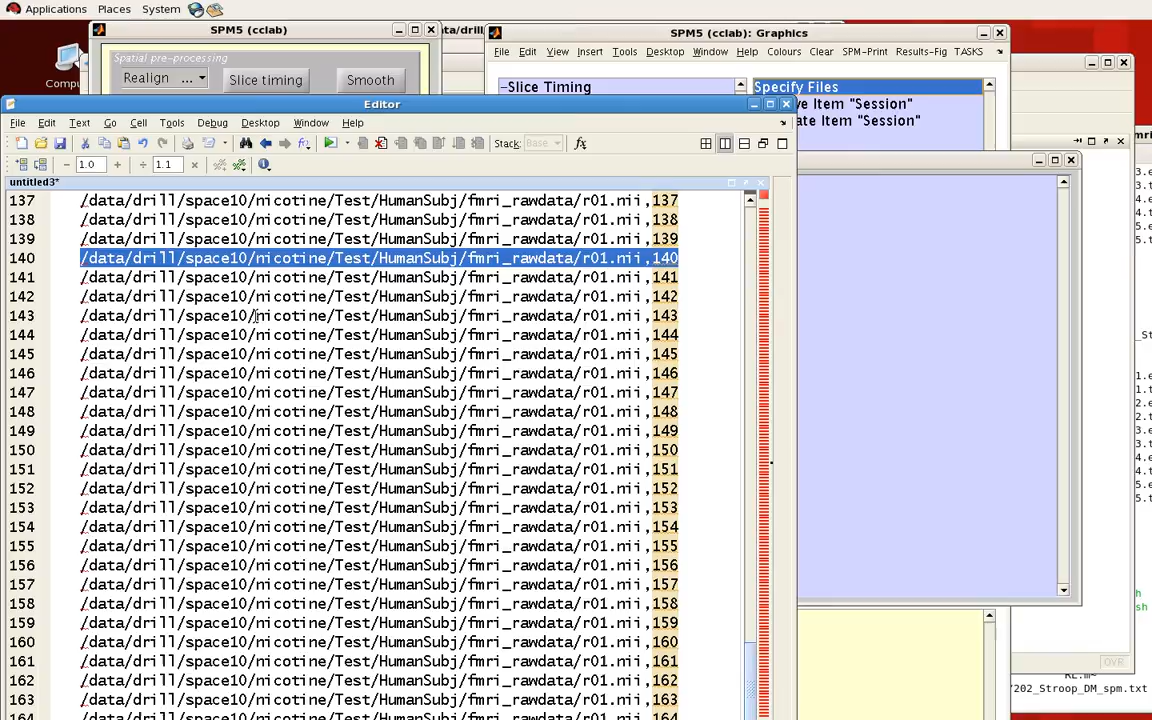 Applications Places System
SPM5 (cclab)
SPM5 (cclab): Graphics
Compu
Spatial pre-processing
Realign ... Slice timing Smooth
File Edit View Insert Tools Desktop Window Help Colours Clear SPM-Print Results-Fig TASKS
-Slice Timing
Specify Files
ve Item "Session"
ate Item "Session"
Editor
File Edit Text Go Cell Tools Debug Desktop Window Help
Stack: Base
1.0 1.1
untitled3*
137 /data/drill/space10/nicotine/Test/HumanSubj/fmri_rawdata/r01.nii,137
138 /data/drill/space10/nicotine/Test/HumanSubj/fmri_rawdata/r01.nii,138
139 /data/drill/space10/nicotine/Test/HumanSubj/fmri_rawdata/r01.nii,139
140 /data/drill/space10/nicotine/Test/HumanSubj/fmri_rawdata/r01.nii,140
141 /data/drill/space10/nicotine/Test/HumanSubj/fmri_rawdata/r01.nii,141
142 /data/drill/space10/nicotine/Test/HumanSubj/fmri_rawdata/r01.nii,142
143 /data/drill/space10/nicotine/Test/HumanSubj/fmri_rawdata/r01.nii,143
144 /data/drill/space10/nicotine/Test/HumanSubj/fmri_rawdata/r01.nii,144
145 /data/drill/space10/nicotine/Test/HumanSubj/fmri_rawdata/r01.nii,145
146 /data/drill/space10/nicotine/Test/HumanSubj/fmri_rawdata/r01.nii,146
147 /data/drill/space10/nicotine/Test/HumanSubj/fmri_rawdata/r01.nii,147
148 /data/drill/space10/nicotine/Test/HumanSubj/fmri_rawdata/r01.nii,148
149 /data/drill/space10/nicotine/Test/HumanSubj/fmri_rawdata/r01.nii,149
150 /data/drill/space10/nicotine/Test/HumanSubj/fmri_rawdata/r01.nii,150
151 /data/drill/space10/nicotine/Test/HumanSubj/fmri_rawdata/r01.nii,151
152 /data/drill/space10/nicotine/Test/HumanSubj/fmri_rawdata/r01.nii,152
153 /data/drill/space10/nicotine/Test/HumanSubj/fmri_rawdata/r01.nii,153
154 /data/drill/space10/nicotine/Test/HumanSubj/fmri_rawdata/r01.nii,154
155 /data/drill/space10/nicotine/Test/HumanSubj/fmri_rawdata/r01.nii,155
156 /data/drill/space10/nicotine/Test/HumanSubj/fmri_rawdata/r01.nii,156
157 /data/drill/space10/nicotine/Test/HumanSubj/fmri_rawdata/r01.nii,157
158 /data/drill/space10/nicotine/Test/HumanSubj/fmri_rawdata/r01.nii,158
159 /data/drill/space10/nicotine/Test/HumanSubj/fmri_rawdata/r01.nii,159
160 /data/drill/space10/nicotine/Test/HumanSubj/fmri_rawdata/r01.nii,160
161 /data/drill/space10/nicotine/Test/HumanSubj/fmri_rawdata/r01.nii,161
162 /data/drill/space10/nicotine/Test/HumanSubj/fmri_rawdata/r01.nii,162
163 /data/drill/space10/nicotine/Test/HumanSubj/fmri_rawdata/r01.nii,163
OVR
/202_Stroop_DM_spm.txt